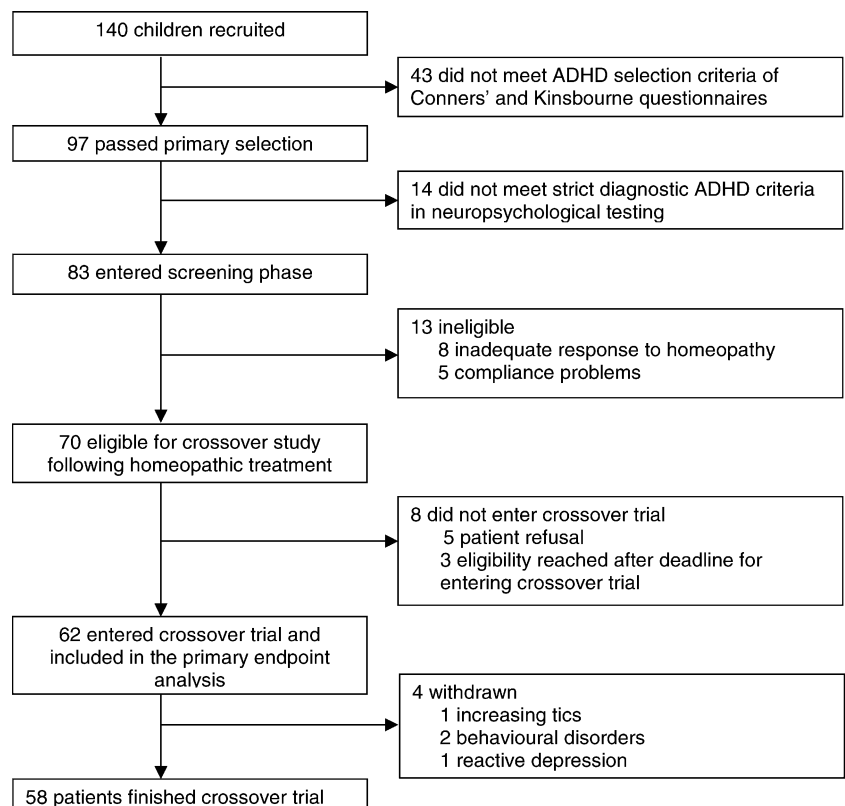 140 children recruited
43 did not meet ADHD selection criteria of
Conners' and Kinsbourne questionnaires
97 passed primary selection
14 did not meet strict diagnostic ADHD criteria
in neuropsychological testing
83 entered screening phase
13 ineligible
8 inadequate response to homeopathy
5 compliance problems
70 eligible for crossover study
following homeopathic treatment
8 did not enter crossover trial
5 patient refusal
3 eligibility reached after deadline for
entering crossover trial
62 entered crossover trial and
included in the primary endpoint
analysis
4 withdrawn
1 increasing tics
2 behavioural disorders
1 reactive depression
58 patients finished crossover trial